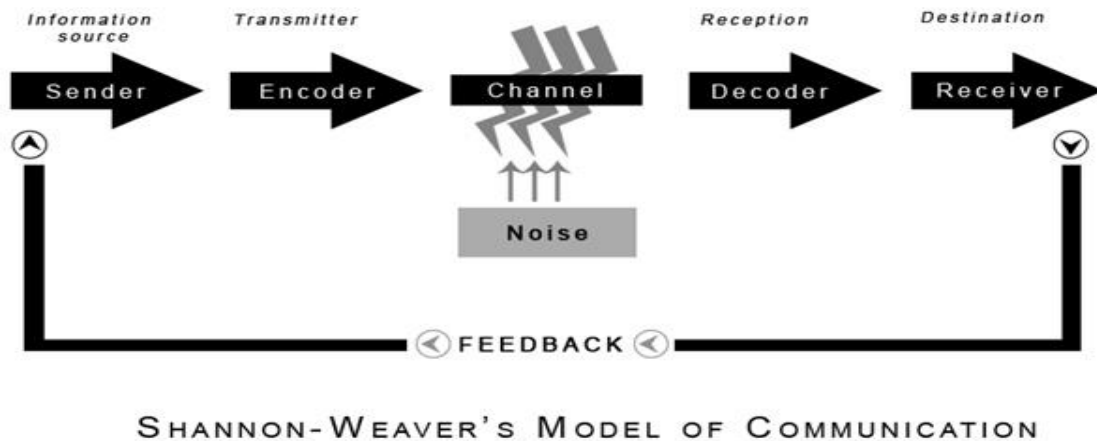 Information source
Transmitter
Reception
Destination
Sender
Encoder
Channel
Decoder
Receiver
Noise
FEEDBACK
SHANNON-WEAVER'S MODEL OF COMMUNICATION